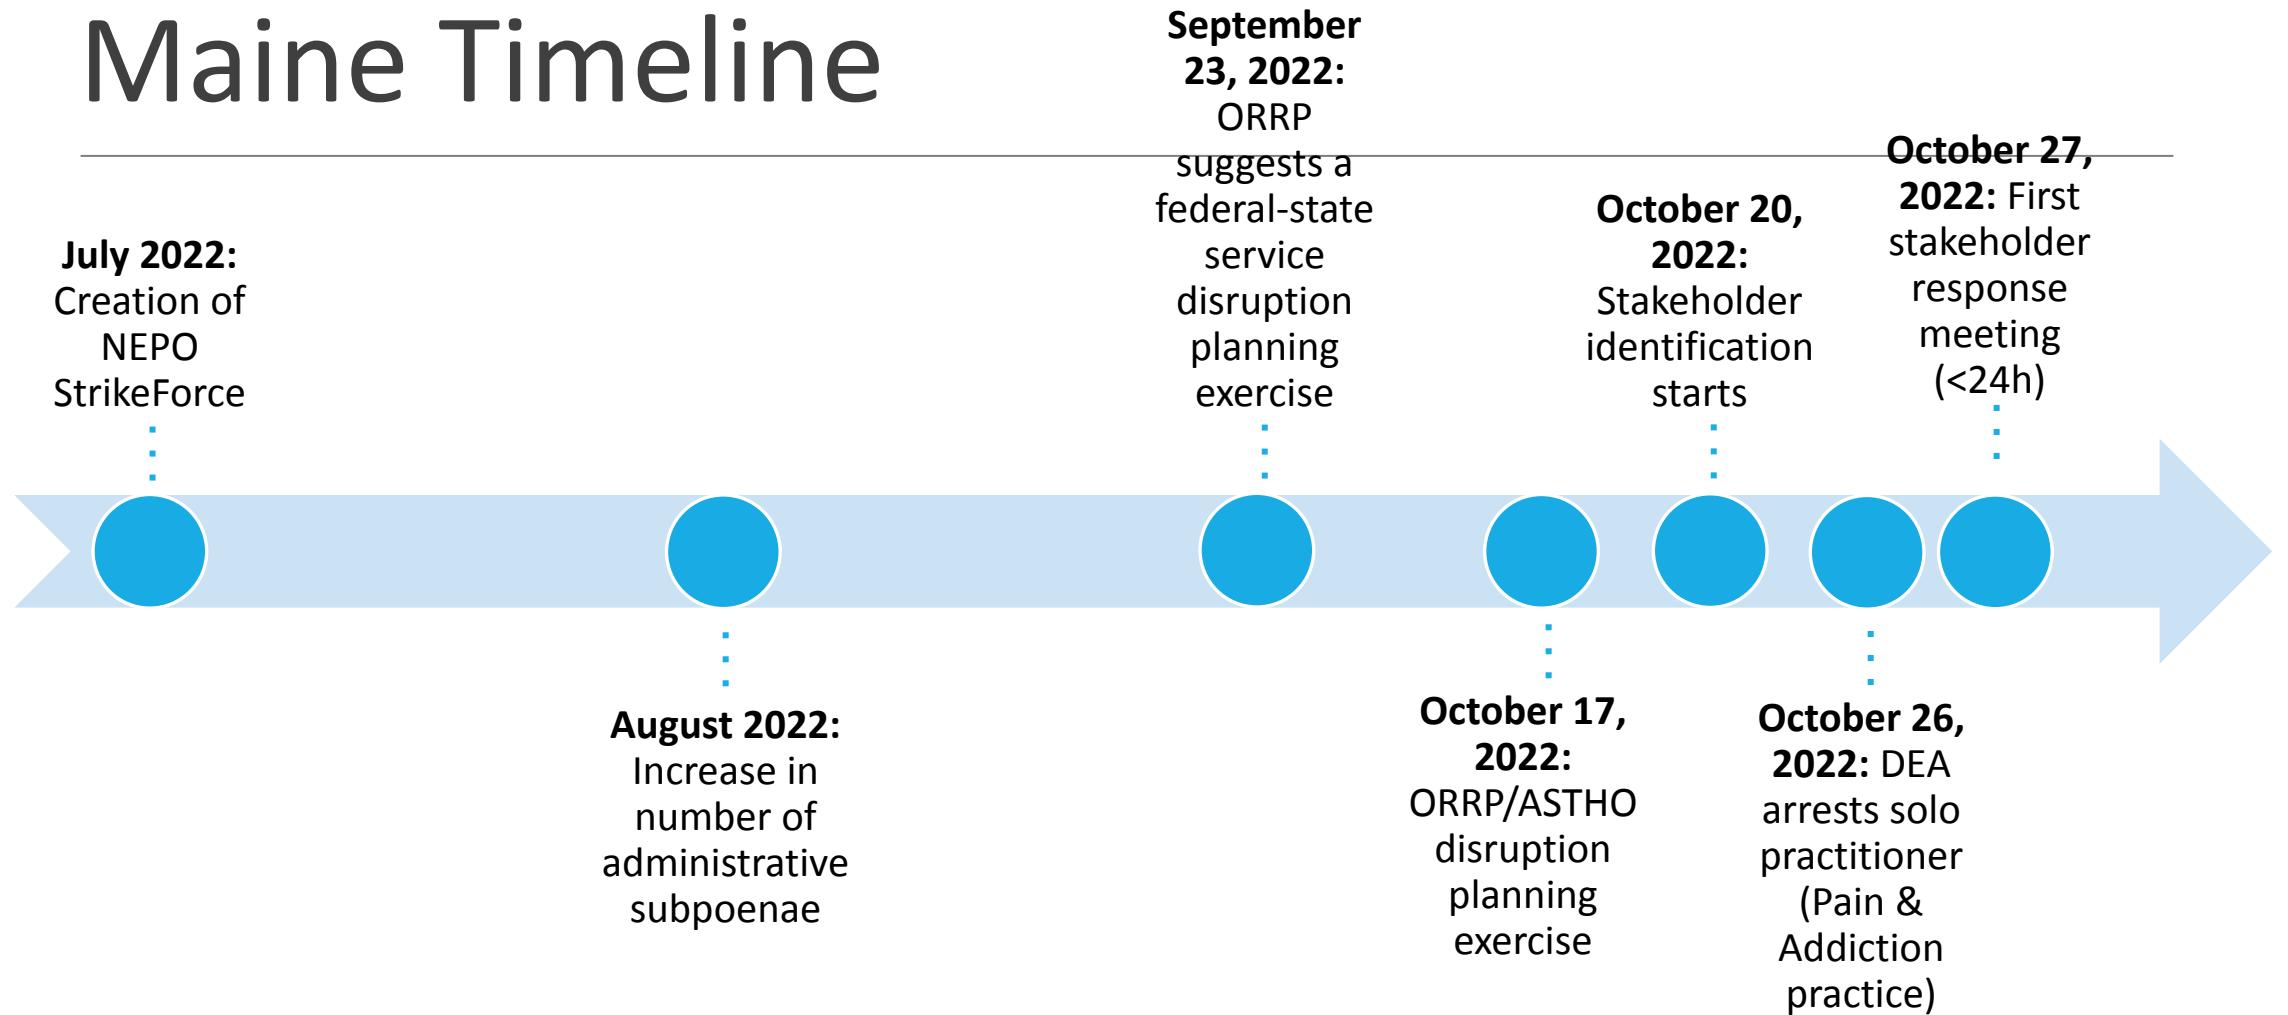 Maine Timeline
July 2022:
Creation of
NEPO
StrikeForce
August 2022:
Increase in
number of
administrative
subpoenae
September
23, 2022:
ORRP
suggests a
federal-state
service
disruption
planning
exercise
October 17,
2022:
ORRP/ASTHO
disruption
planning
exercise
October 20,
2022:
Stakeholder
identification
starts
October 26,
2022: DEA
arrests solo
practitioner
(Pain &
Addiction
practice)
October 27,
2022: First
stakeholder
response
meeting
(<24h)